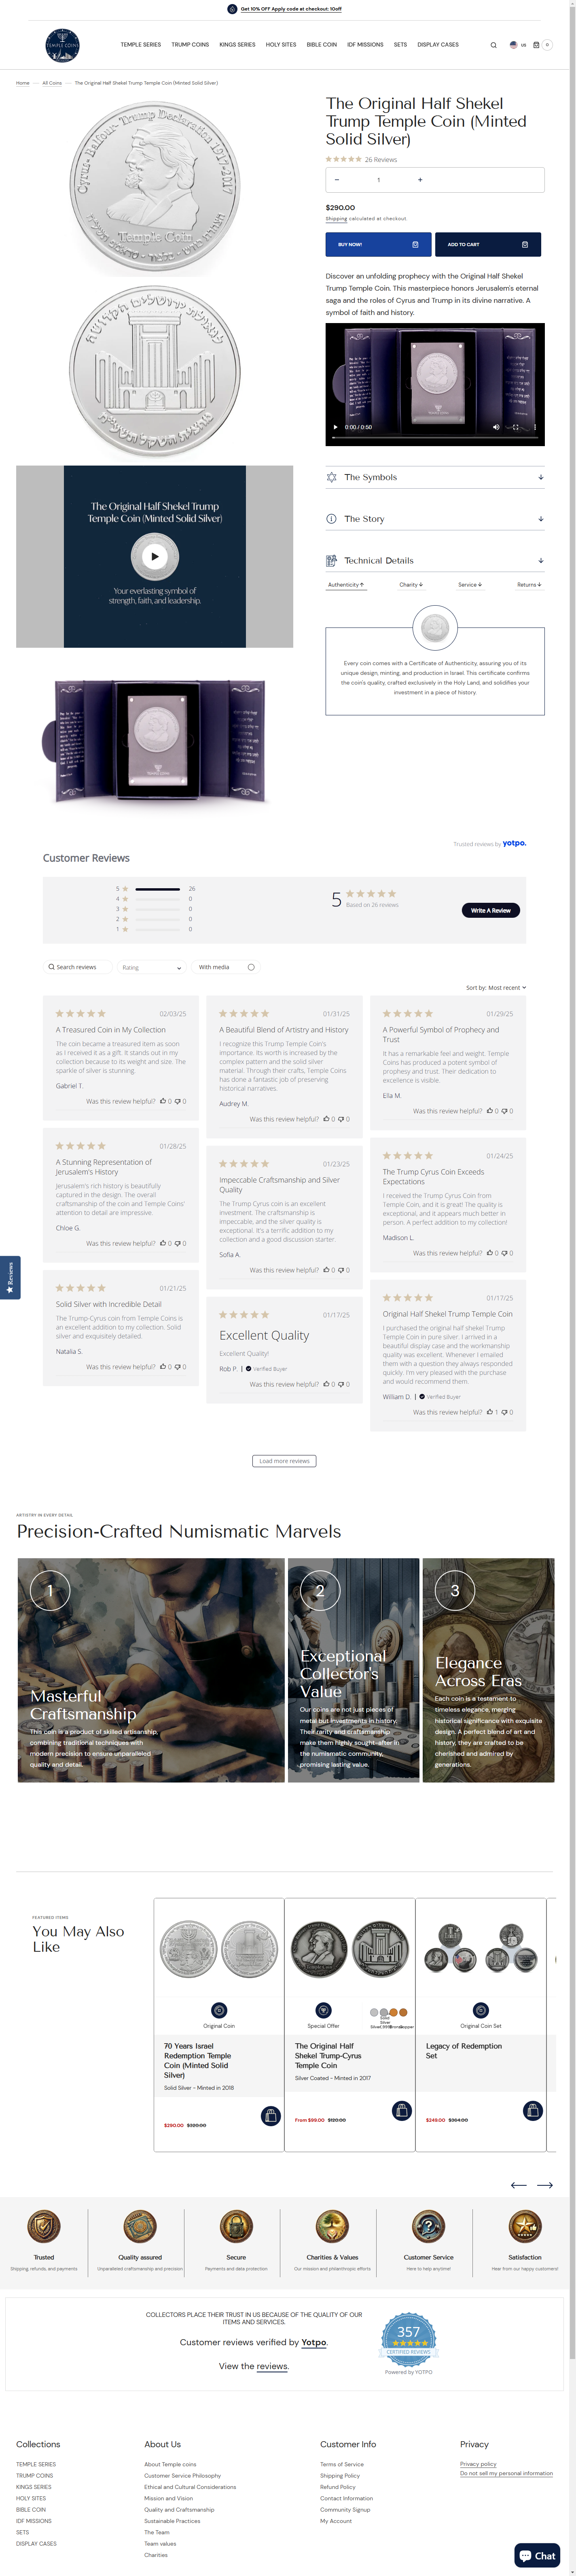 Get 10% OFF Apply code at checkout: 10off
TEMPLE COINS
TEMPLE SERIES
TRUMP COINS
KINGS SERIES
HOLY SITES
BIBLE COIN
IDF MISSIONS
SETS
DISPLAY CASES
US
0
Home
All Coins
The Original Half Shekel Trump Temple Coin (Minted Solid Silver)
Cyrus-Balfour-Trump Declaration 1917-2017
Temple Coin
The Original Half Shekel Trump
Temple Coin (Minted Solid Silver)
Your everlasting symbol of
strength, faith, and leadership.
The Original Half Shekel
Trump Temple Coin (Minted
Solid Silver)
26 Reviews
− 1 +
$290.00
Shipping calculated at checkout.
BUY NOW!
ADD TO CART
Discover an unfolding prophecy with the Original Half Shekel
Trump Temple Coin. This masterpiece honors Jerusalem's eternal
saga and the roles of Cyrus and Trump in its divine narrative. A
symbol of faith and history.
0:00 / 0:50
The Symbols
The Story
Technical Details
Authenticity
Charity
Service
Returns
Every coin comes with a Certificate of Authenticity, assuring you of its
unique design, minting, and production in Israel. This certificate confirms
the coin's quality, crafted exclusively in the Holy Land, and solidifies your
investment in a piece of history.
Trusted reviews by yotpo.
Customer Reviews
5 26
4 0
3 0
2 0
1 0
5
Based on 26 reviews
Write A Review
Search reviews
Rating
With media
Sort by: Most recent
02/03/25
A Treasured Coin in My Collection
The coin became a treasured item as soon
as I received it as a gift. It stands out in my
collection because to its weight and size. The
sparkle of silver is stunning.
Gabriel T.
Was this review helpful? 0 0
01/28/25
A Stunning Representation of
Jerusalem's History
Jerusalem's rich history is beautifully
captured in the design. The overall
craftsmanship of the coin and Temple Coins'
attention to detail are impressive.
Chloe G.
Was this review helpful? 0 0
01/21/25
Solid Silver with Incredible Detail
The Trump-Cyrus coin from Temple Coins is
an excellent addition to my collection. Solid
silver and exquisitely detailed.
Natalia S.
Was this review helpful? 0 0
01/31/25
A Beautiful Blend of Artistry and History
I recognize this Trump Temple Coin's
importance. Its worth is increased by the
complex pattern and the solid silver
material. Through their crafts, Temple Coins
has done a fantastic job of preserving
historical narratives.
Audrey M.
Was this review helpful? 0 0
01/23/25
Impeccable Craftsmanship and Silver
Quality
The Trump Cyrus coin is an excellent
investment. The craftsmanship is
impeccable, and the silver quality is
exceptional. It's a terrific addition to my
collection and a good discussion starter.
Sofia A.
Was this review helpful? 0 0
01/17/25
Excellent Quality
Excellent Quality!
Rob P. Verified Buyer
Was this review helpful? 0 0
01/29/25
A Powerful Symbol of Prophecy and
Trust
It has a remarkable feel and weight. Temple
Coins has produced a potent symbol of
prophecy and trust. Their dedication to
excellence is visible.
Ella M.
Was this review helpful? 0 0
01/24/25
The Trump Cyrus Coin Exceeds
Expectations
I received the Trump Cyrus Coin from
Temple Coin, and it is great! The quality is
exceptional, and it appears much better in
person. A perfect addition to my collection!
Madison L.
Was this review helpful? 0 0
01/17/25
Original Half Shekel Trump Temple Coin
I purchased the original half shekel Trump
Temple Coin in pure silver. I arrived in a
beautiful display case and the workmanship
quality was excellent. Whenever I emailed
them with a question they always responded
quickly. I'm very pleased with the purchase
and would recommend them.
William D. Verified Buyer
Was this review helpful? 1 0
Reviews
Load more reviews
ARTISTRY IN EVERY DETAIL
Precision-Crafted Numismatic Marvels
1
Masterful
Craftsmanship
This coin is a product of skilled artisanship,
combining traditional techniques with
modern precision to ensure unparalleled
quality and detail.
2
Exceptional
Collector's
Value
Our coins are not just pieces of
metal but investments in history.
Their rarity and craftsmanship
make them highly sought-after in
the numismatic community,
promising lasting value.
3
Elegance
Across Eras
Each coin is a testament to
timeless elegance, merging
historical significance with exquisite
design. A perfect blend of art and
history, they are crafted to be
cherished and admired by
generations.
FEATURED ITEMS
You May Also
Like
Original Coin
70 Years Israel
Redemption Temple
Coin (Minted Solid
Silver)
Solid Silver - Minted in 2018
$290.00 $320.00
Special Offer
Solid
Silver
The Original Half
Shekel Trump-Cyrus
Temple Coin
Silver Coated - Minted in 2017
From $99.00 $120.00
Original Coin Set
Legacy of Redemption
Set
$249.00 $364.00
Trusted
Shipping, refunds, and payments
Quality assured
Unparalleled craftsmanship and precision
Secure
Payments and data protection
Charities & Values
Our mission and philanthropic efforts
Customer Service
Here to help anytime!
Satisfaction
Hear from our happy customers!
COLLECTORS PLACE THEIR TRUST IN US BECAUSE OF THE QUALITY OF OUR
ITEMS AND SERVICES.
Customer reviews verified by Yotpo.
View the reviews.
357
CERTIFIED REVIEWS
Powered by YOTPO
Collections
TEMPLE SERIES
TRUMP COINS
KINGS SERIES
HOLY SITES
BIBLE COIN
IDF MISSIONS
SETS
DISPLAY CASES
About Us
About Temple coins
Customer Service Philosophy
Ethical and Cultural Considerations
Mission and Vision
Quality and Craftsmanship
Sustainable Practices
The Team
Team values
Charities
Customer Info
Terms of Service
Shipping Policy
Refund Policy
Contact Information
Community Signup
My Account
Privacy
Privacy policy
Do not sell my personal information
Chat